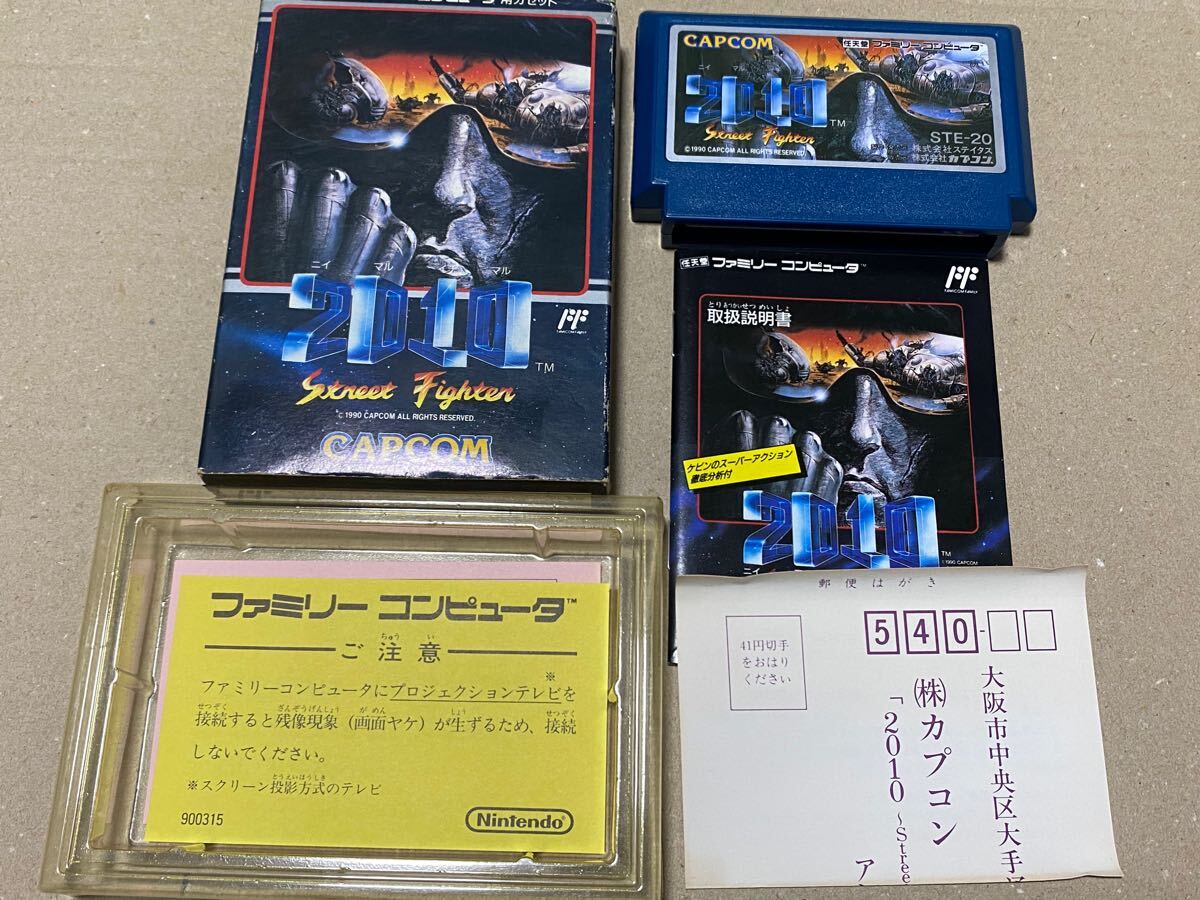 ニイ マル イチ マル
2010
TM
Street Fighter
© 1990 CAPCOM ALL RIGHTS RESERVED.
CAPCOM
FAMICOM Family
CAPCOM
任天堂 ファミリーコンピュータ™
ニイ マル
2010
TM
Street Fighter
© 1990 CAPCOM ALL RIGHTS RESERVED.
STE-20
株式会社ステイタス
株式会社カプコン
任天堂 ファミリー コンピュータ™
FAMICOM Family
とりあつかいせつめいしょ
取扱説明書
ケビンのスーパーアクション
徹底分析付
2010
TM
ニイ
1990 CAPCOM
ファミリー コンピュータ™
ちゅう い
ご 注 意
※
ファミリーコンピュータにプロジェクションテレビを
せつぞく ざんぞうげんしょう がめん しょう せつぞく
接続すると残像現象（画面ヤケ）が生ずるため、接続
しないでください。
とうえいほうしき
※スクリーン投影方式のテレビ
900315
Nintendo
郵便はがき
41円切手
をおはり
ください
540-
大阪市中央区大手
㈱カプコン
「2010 ~Stree
ア